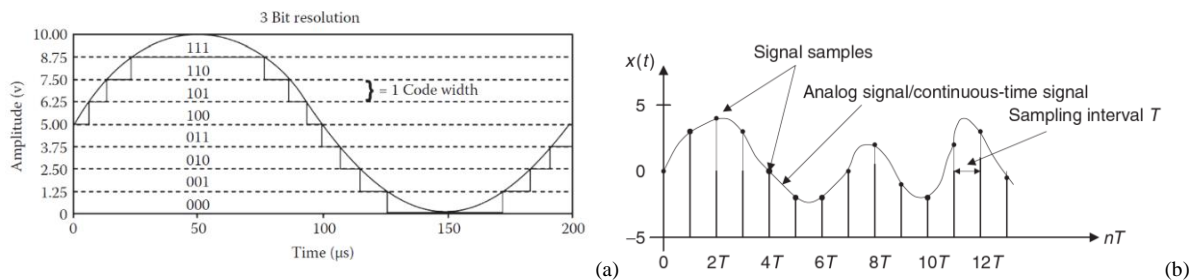 3 Bit resolution
10.00
8.75
7.50
6.25
5.00
3.75
2.50
1.25
0
Amplitude (v)
111
110
101
100
011
010
001
000
} = 1 Code width
0
50
100
150
200
Time (μs)
(a)
x(t)
Signal samples
Analog signal/continuous-time signal
Sampling interval T
5
0
−5
0
2T
4T
6T
8T
10T
12T
nT
(b)